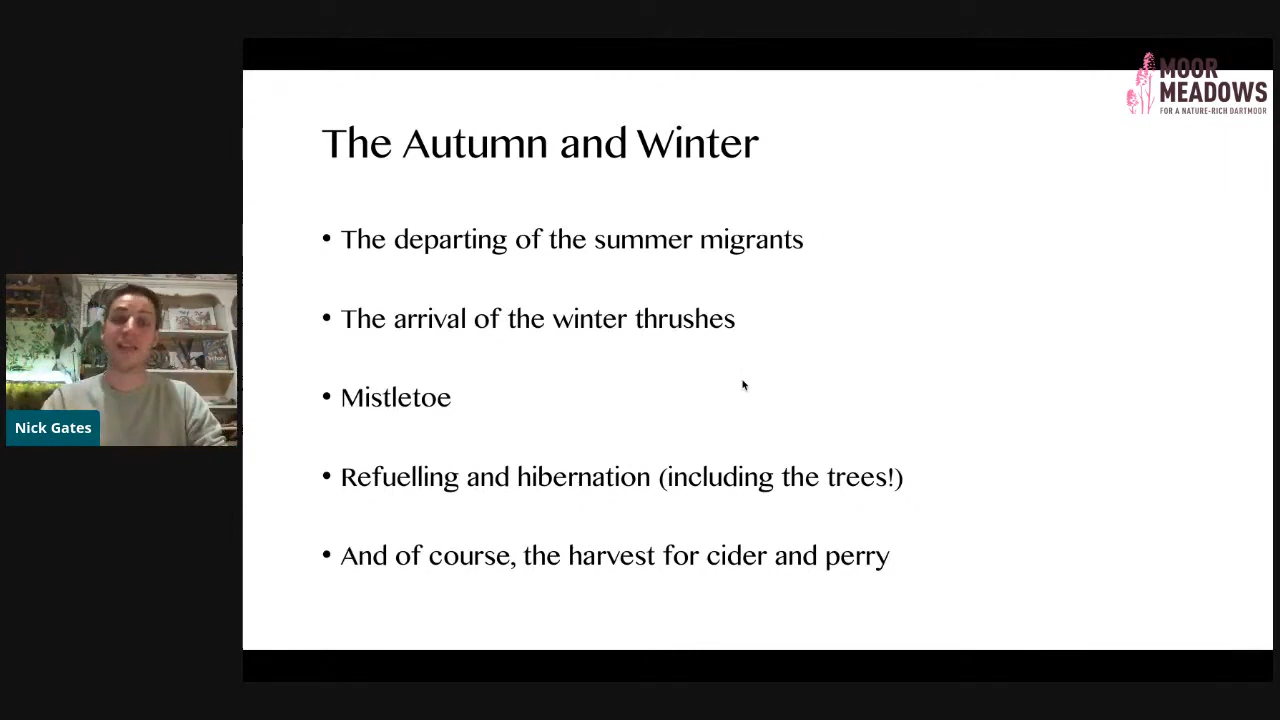 MOOR
MEADOWS
FOR A NATURE-RICH DARTMOOR
The Autumn and Winter
• The departing of the summer migrants
• The arrival of the winter thrushes
• Mistletoe
• Refuelling and hibernation (including the trees!)
• And of course, the harvest for cider and perry
Nick Gates